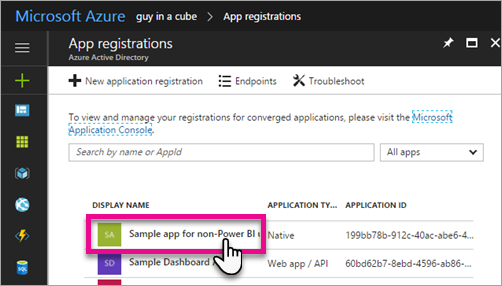 Microsoft Azure guy in a cube > App registrations
App registrations
Azure Active Directory
New application registration Endpoints Troubleshoot
To view and manage your registrations for converged applications, please visit the Microsoft
Application Console.
Search by name or AppId All apps
DISPLAY NAME APPLICATION TY... APPLICATION ID
SA Sample app for non-Power BI Native 199bb78b-912c-40ac-abe6-4...
SD Sample Dashboard Web app / API 60bd62b7-8ebd-4596-ab86-...